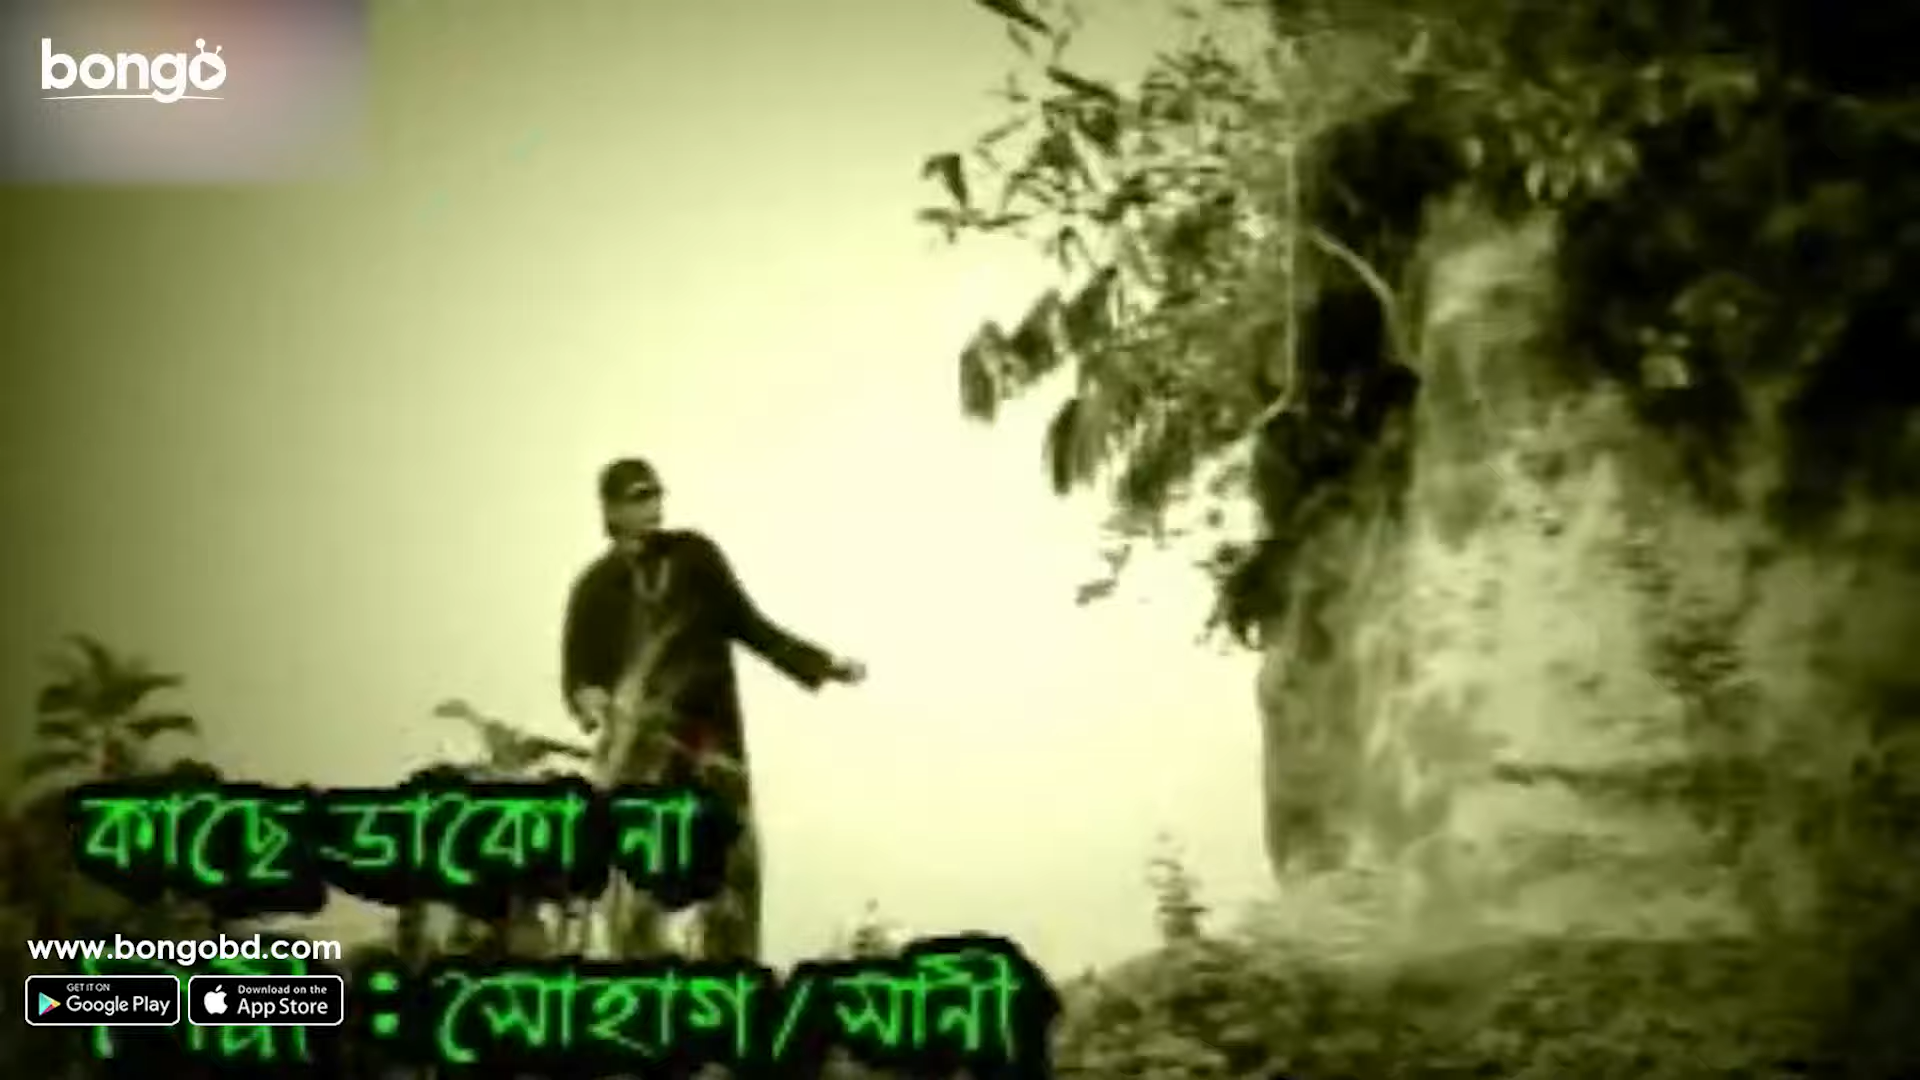 bongo
কাছে ডাকো না
www.bongobd.com
শিল্পী : সোহাগ / সানী
GET IT ON
Google Play
Download on the
App Store